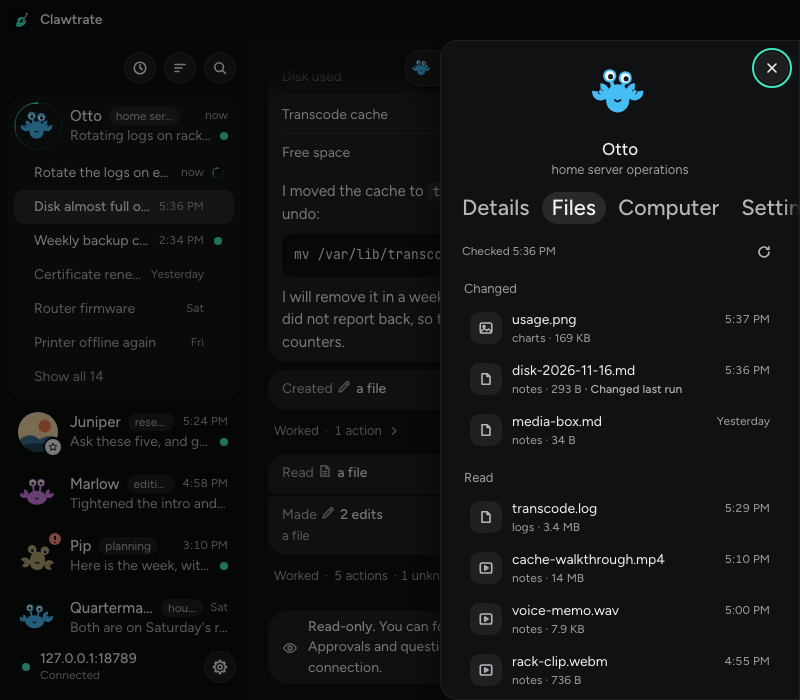 Clawtrate
Otto home ser... now
Rotating logs on rack...
Rotate the logs on e... now
Disk almost full o... 5:36 PM
Weekly backup c... 2:34 PM
Certificate rene... Yesterday
Router firmware Sat
Printer offline again Fri
Show all 14
Juniper rese... 5:24 PM
Ask these five, and g...
Marlow editi... 4:58 PM
Tightened the intro and...
Pip planning 3:10 PM
Here is the week, wit...
Quarterma... hou... Sat
Both are on Saturday's r...
127.0.0.1:18789
Connected
Disk used
Transcode cache
Free space
I moved the cache to t
undo:
mv /var/lib/transco
I will remove it in a week
did not report back, so t
counters.
Created a file
Worked · 1 action
Read a file
Made 2 edits
a file
Worked · 5 actions · 1 unkn
Read-only. You can fo
Approvals and questi
connection.
Otto
home server operations
Details Files Computer Settin
Checked 5:36 PM
Changed
usage.png 5:37 PM
charts · 169 KB
disk-2026-11-16.md 5:36 PM
notes · 293 B · Changed last run
media-box.md Yesterday
notes · 34 B
Read
transcode.log 5:29 PM
logs · 3.4 MB
cache-walkthrough.mp4 5:10 PM
notes · 14 MB
voice-memo.wav 5:00 PM
notes · 7.9 KB
rack-clip.webm 4:55 PM
notes · 736 B